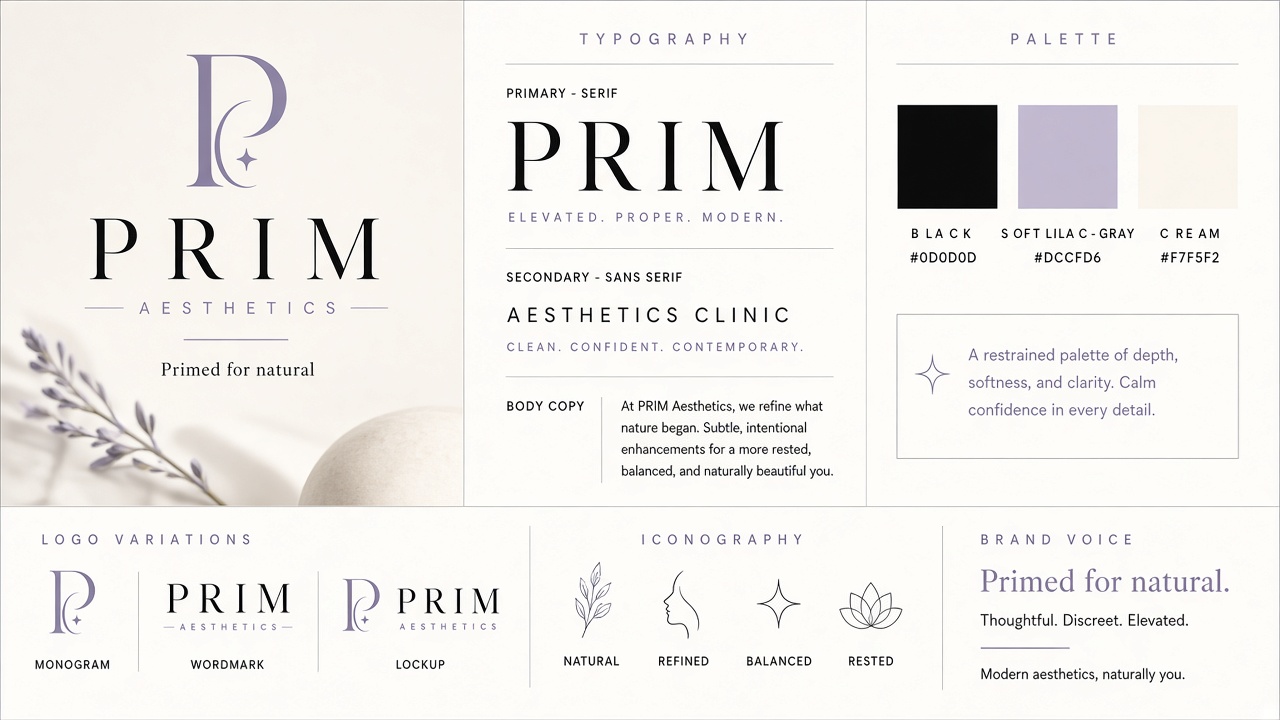 P
PRIM
AESTHETICS
Primed for natural
TYPOGRAPHY
PRIMARY - SERIF
PRIM
ELEVATED. PROPER. MODERN.
SECONDARY - SANS SERIF
AESTHETICS CLINIC
CLEAN. CONFIDENT. CONTEMPORARY.
BODY COPY
At PRIM Aesthetics, we refine what
nature began. Subtle, intentional
enhancements for a more rested,
balanced, and naturally beautiful you.
PALETTE
BLACK
#0D0D0D
SOFT LILAC-GRAY
#DCCFD6
CREAM
#F7F5F2
A restrained palette of depth,
softness, and clarity. Calm
confidence in every detail.
LOGO VARIATIONS
P
MONOGRAM
PRIM
AESTHETICS
WORDMARK
P
PRIM
AESTHETICS
LOCKUP
ICONOGRAPHY
NATURAL
REFINED
BALANCED
RESTED
BRAND VOICE
Primed for natural.
Thoughtful. Discreet. Elevated.
Modern aesthetics, naturally you.